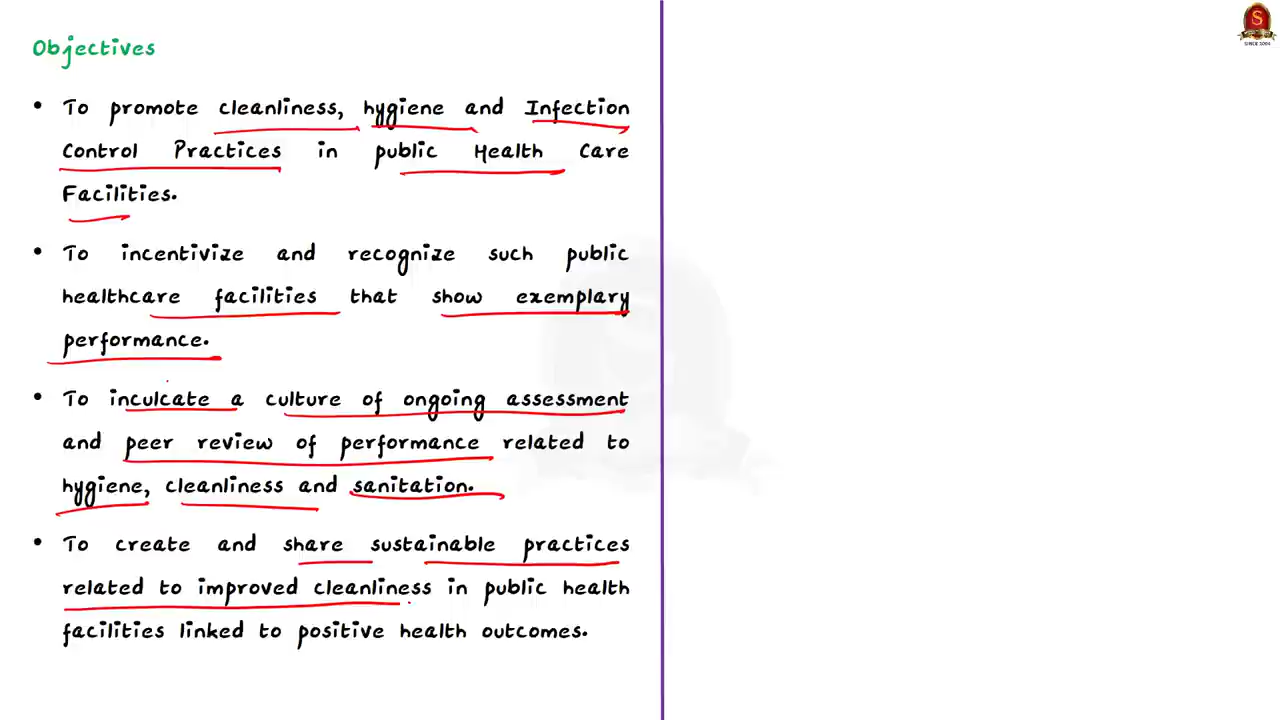 Objectives
• To promote cleanliness, hygiene and Infection
Control Practices in public Health Care
Facilities.
• To incentivize and recognize such public
healthcare facilities that show exemplary
performance.
• To inculcate a culture of ongoing assessment
and peer review of performance related to
hygiene, cleanliness and sanitation.
• To create and share sustainable practices
related to improved cleanliness in public health
facilities linked to positive health outcomes.
S
SINCE 2004